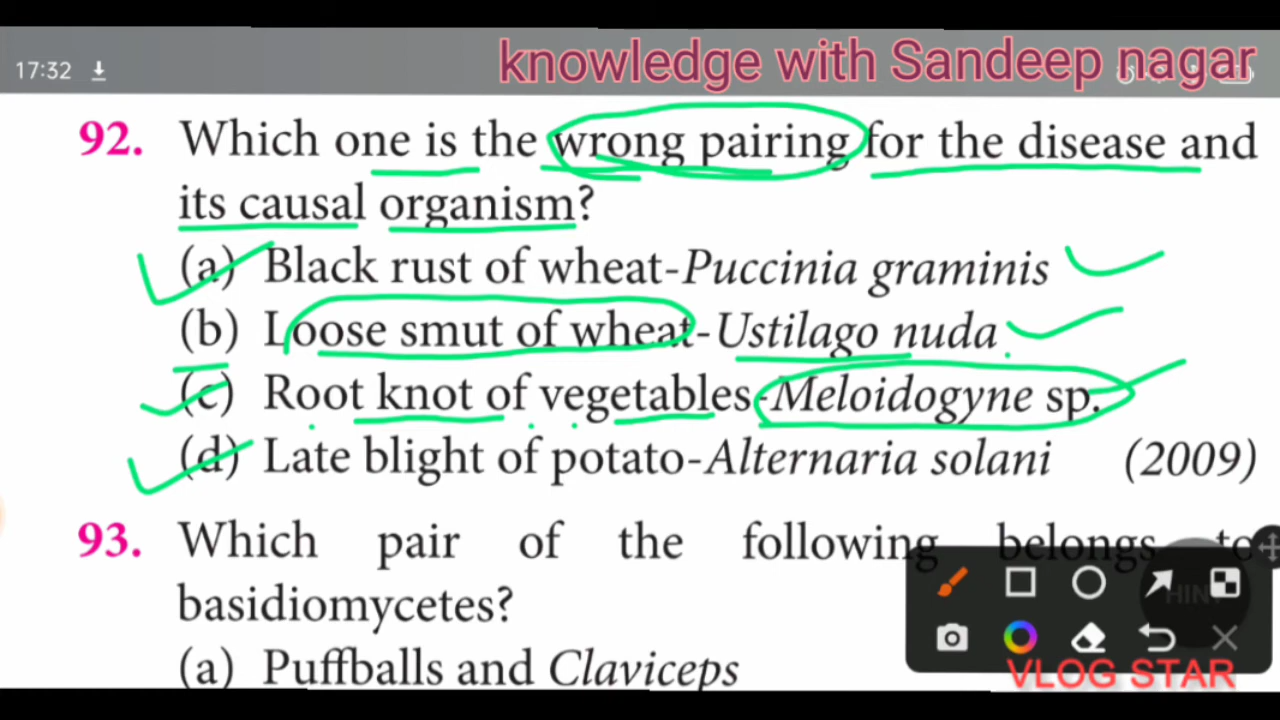 17:32
knowledge with Sandeep nagar
92. Which one is the wrong pairing for the disease and
its causal organism?
(a) Black rust of wheat-Puccinia graminis
(b) Loose smut of wheat-Ustilago nuda
(c) Root knot of vegetables-Meloidogyne sp.
(d) Late blight of potato-Alternaria solani (2009)
93. Which pair of the following belongs to
basidiomycetes?
(a) Puffballs and Claviceps
VLOG STAR